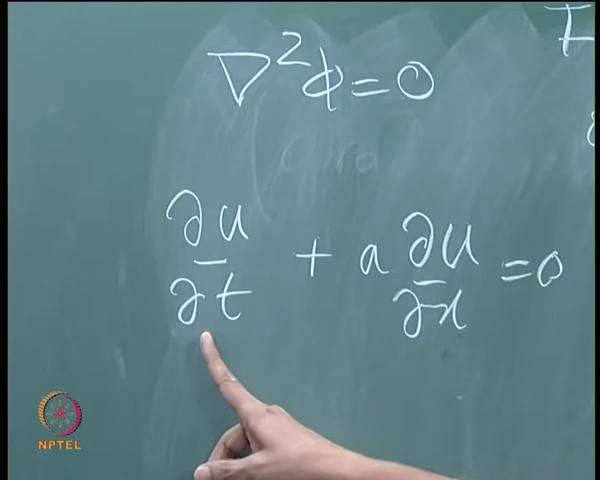 ∇²φ=0
∂u/∂t + a ∂u/∂x = 0
NPTEL